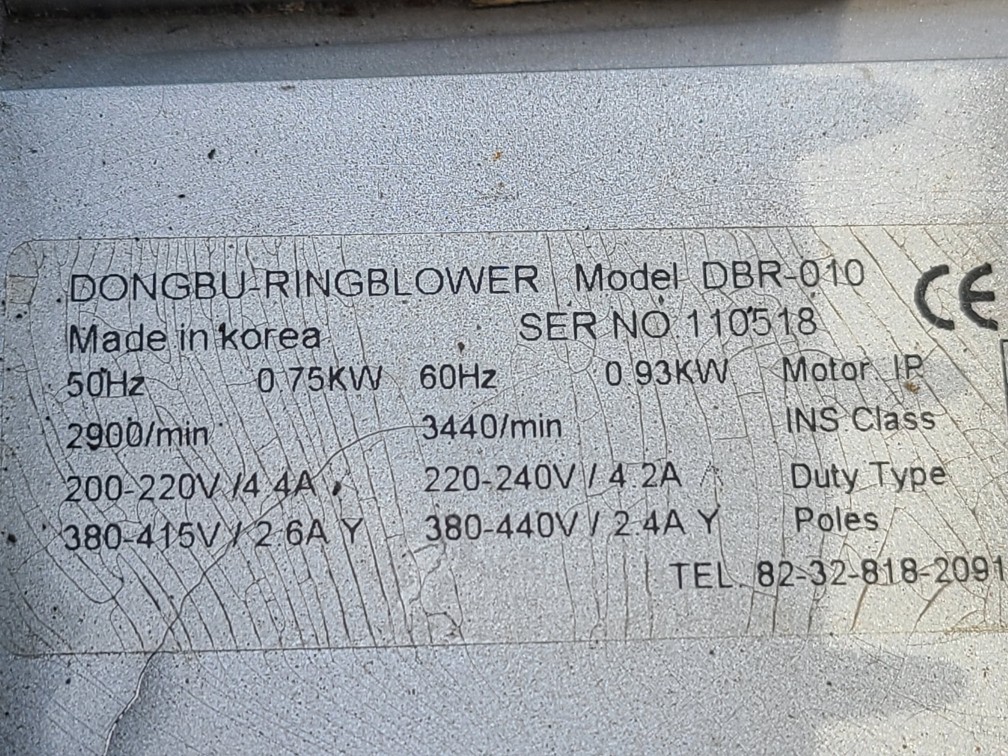 DONGBU-RINGBLOWER Model DBR-010 CE
Made in korea SER NO 110518
50Hz 0.75KW 60Hz 0.93KW Motor IP
2900/min 3440/min INS Class
200-220V/4.4A 220-240V/4.2A Duty Type
380-415V/2.6A Y 380-440V/2.4A Y Poles
TEL. 82-32-818-2091